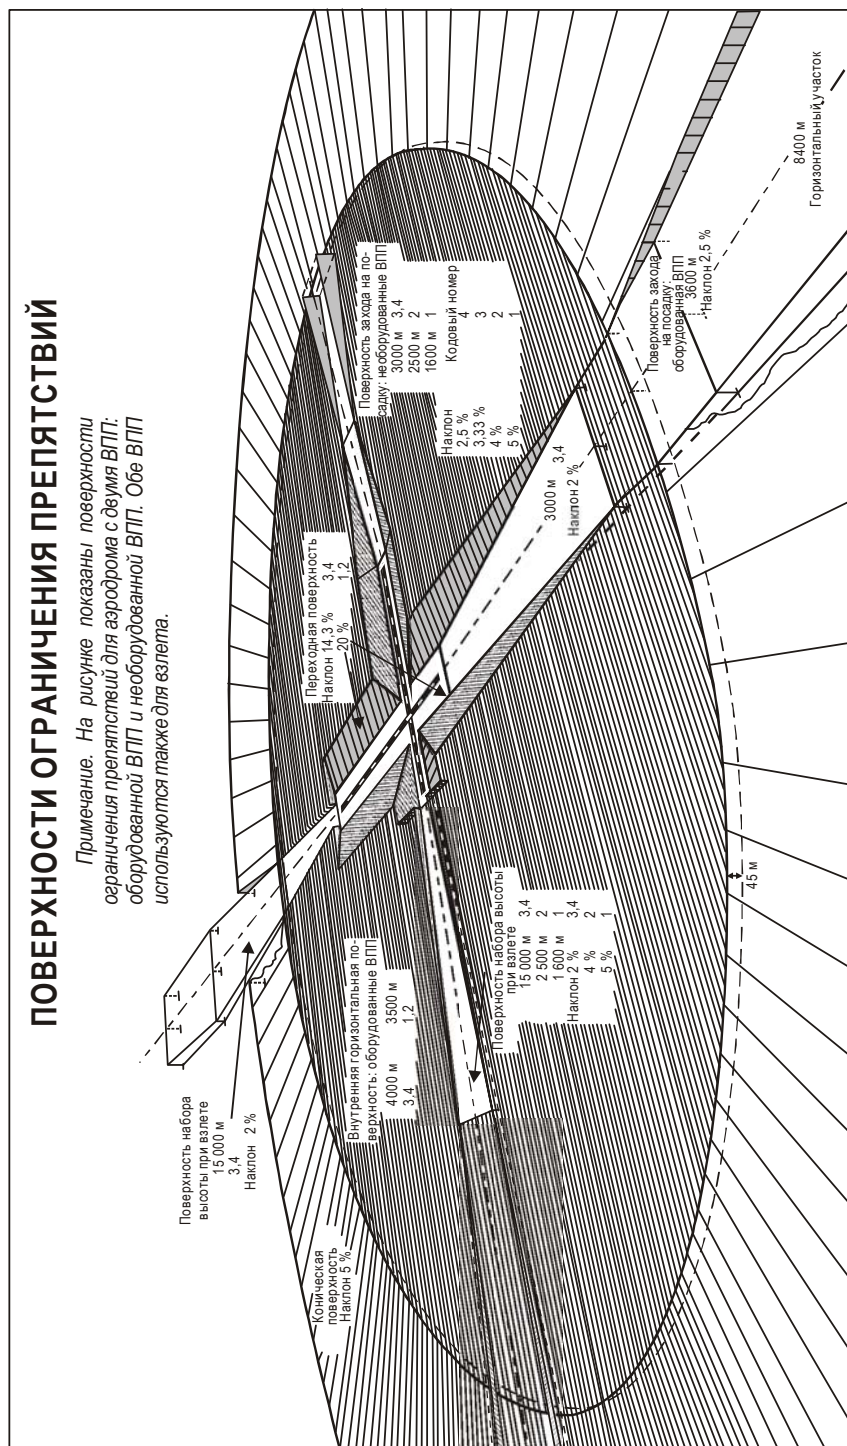 ПОВЕРХНОСТИ ОГРАНИЧЕНИЯ ПРЕПЯТСТВИЙ
Примечание. На рисунке показаны поверхности
ограничения препятствий для аэродрома с двумя ВПП:
оборудованной ВПП и необорудованной ВПП. Обе ВПП
используются также для взлета.
Поверхность набора
высоты при взлете
15 000 м
3,4
Наклон 2 %
Коническая
поверхность
Наклон 5 %
Внутренняя горизонтальная по-
верхность: оборудованные ВПП
4000 м 3500 м
3,4 1,2
Переходная поверхность
Наклон 14,3 % 3,4
20 % 1,2
Поверхность захода на по-
садку: необорудованные ВПП
3000 м 3,4
2500 м 2
1600 м 1
Наклон Кодовый номер
2,5 % 4
3,33 % 3
4 % 2
5 % 1
Поверхность набора высоты
при взлете
15 000 м 3,4
2 500 м 2
1 600 м 1
Наклон 2 % 3,4
4 % 2
5 % 1
3000 м 3,4
Наклон 2 %
Поверхность захода
на посадку:
оборудованная ВПП
3600 м
Наклон 2,5 %
8400 м
Горизонтальный участок
45 м